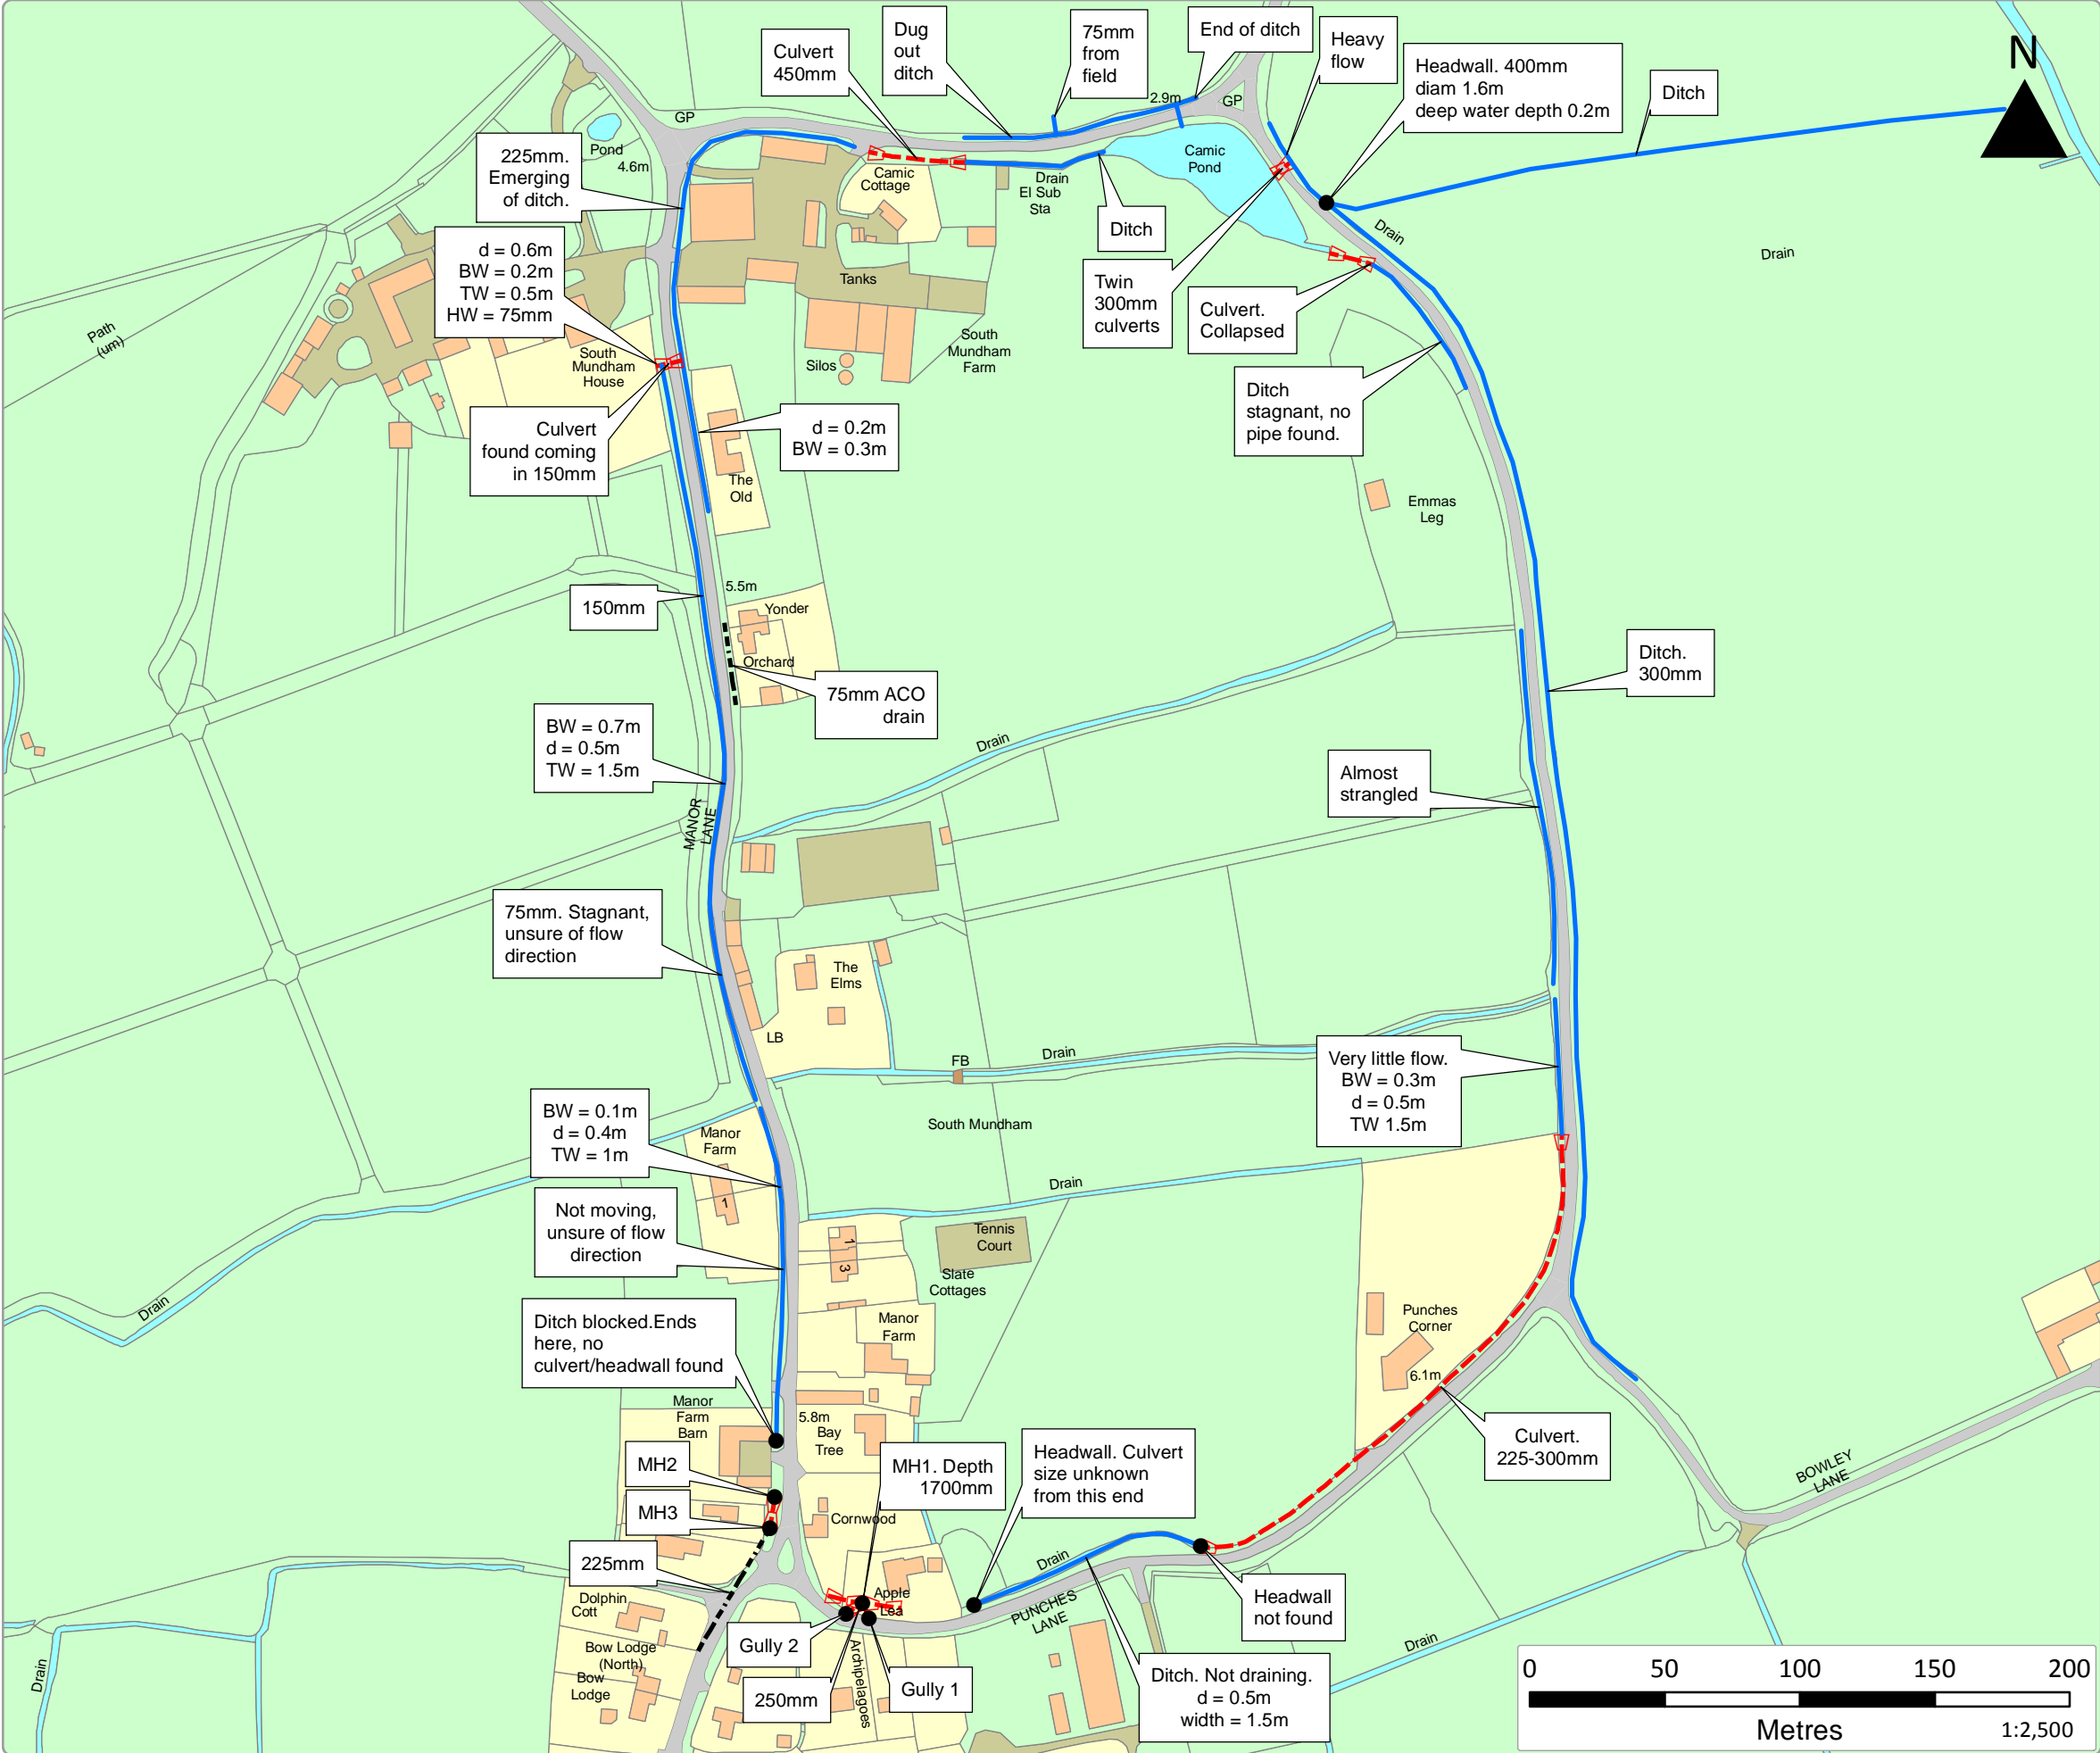 Dug
out
ditch
75mm
from
field
End of ditch
Heavy
flow
Culvert
450mm
Headwall. 400mm
diam 1.6m
deep water depth 0.2m
Ditch
N
2.9m
GP
GP
Pond
4.6m
225mm.
Emerging
of ditch.
Camic
Cottage
Drain
El Sub
Sta
Camic
Pond
Ditch
Drain
Drain
d = 0.6m
BW = 0.2m
TW = 0.5m
HW = 75mm
Tanks
Twin
300mm
culverts
Culvert.
Collapsed
Path
(um)
South
Mundham
House
Silos
South
Mundham
Farm
Ditch
stagnant, no
pipe found.
Culvert
found coming
in 150mm
d = 0.2m
BW = 0.3m
The
Old
Emmas
Leg
150mm
5.5m
Yonder
Orchard
75mm ACO
drain
Ditch.
300mm
BW = 0.7m
d = 0.5m
TW = 1.5m
Drain
MANOR
LANE
Almost
strangled
75mm. Stagnant,
unsure of flow
direction
The
Elms
LB
FB
Drain
Very little flow.
BW = 0.3m
d = 0.5m
TW 1.5m
BW = 0.1m
d = 0.4m
TW = 1m
Manor
Farm
1
South Mundham
Drain
Not moving,
unsure of flow
direction
1
3
Tennis
Court
Slate
Cottages
Drain
Ditch blocked.Ends
here, no
culvert/headwall found
Manor
Farm
Punches
Corner
6.1m
Manor
Farm
Barn
5.8m
Bay
Tree
Culvert.
225-300mm
MH2
MH3
MH1. Depth
1700mm
Headwall. Culvert
size unknown
from this end
BOWLEY
LANE
Cornwood
225mm
Drain
Dolphin
Cott
Apple
Lea
PUNCHES
LANE
Headwall
not found
Gully 2
Bow Lodge
(North)
Bow
Lodge
Drain
250mm
Archipelagoes
Gully 1
Ditch. Not draining.
d = 0.5m
width = 1.5m
Drain
0 50 100 150 200
Metres
1:2,500